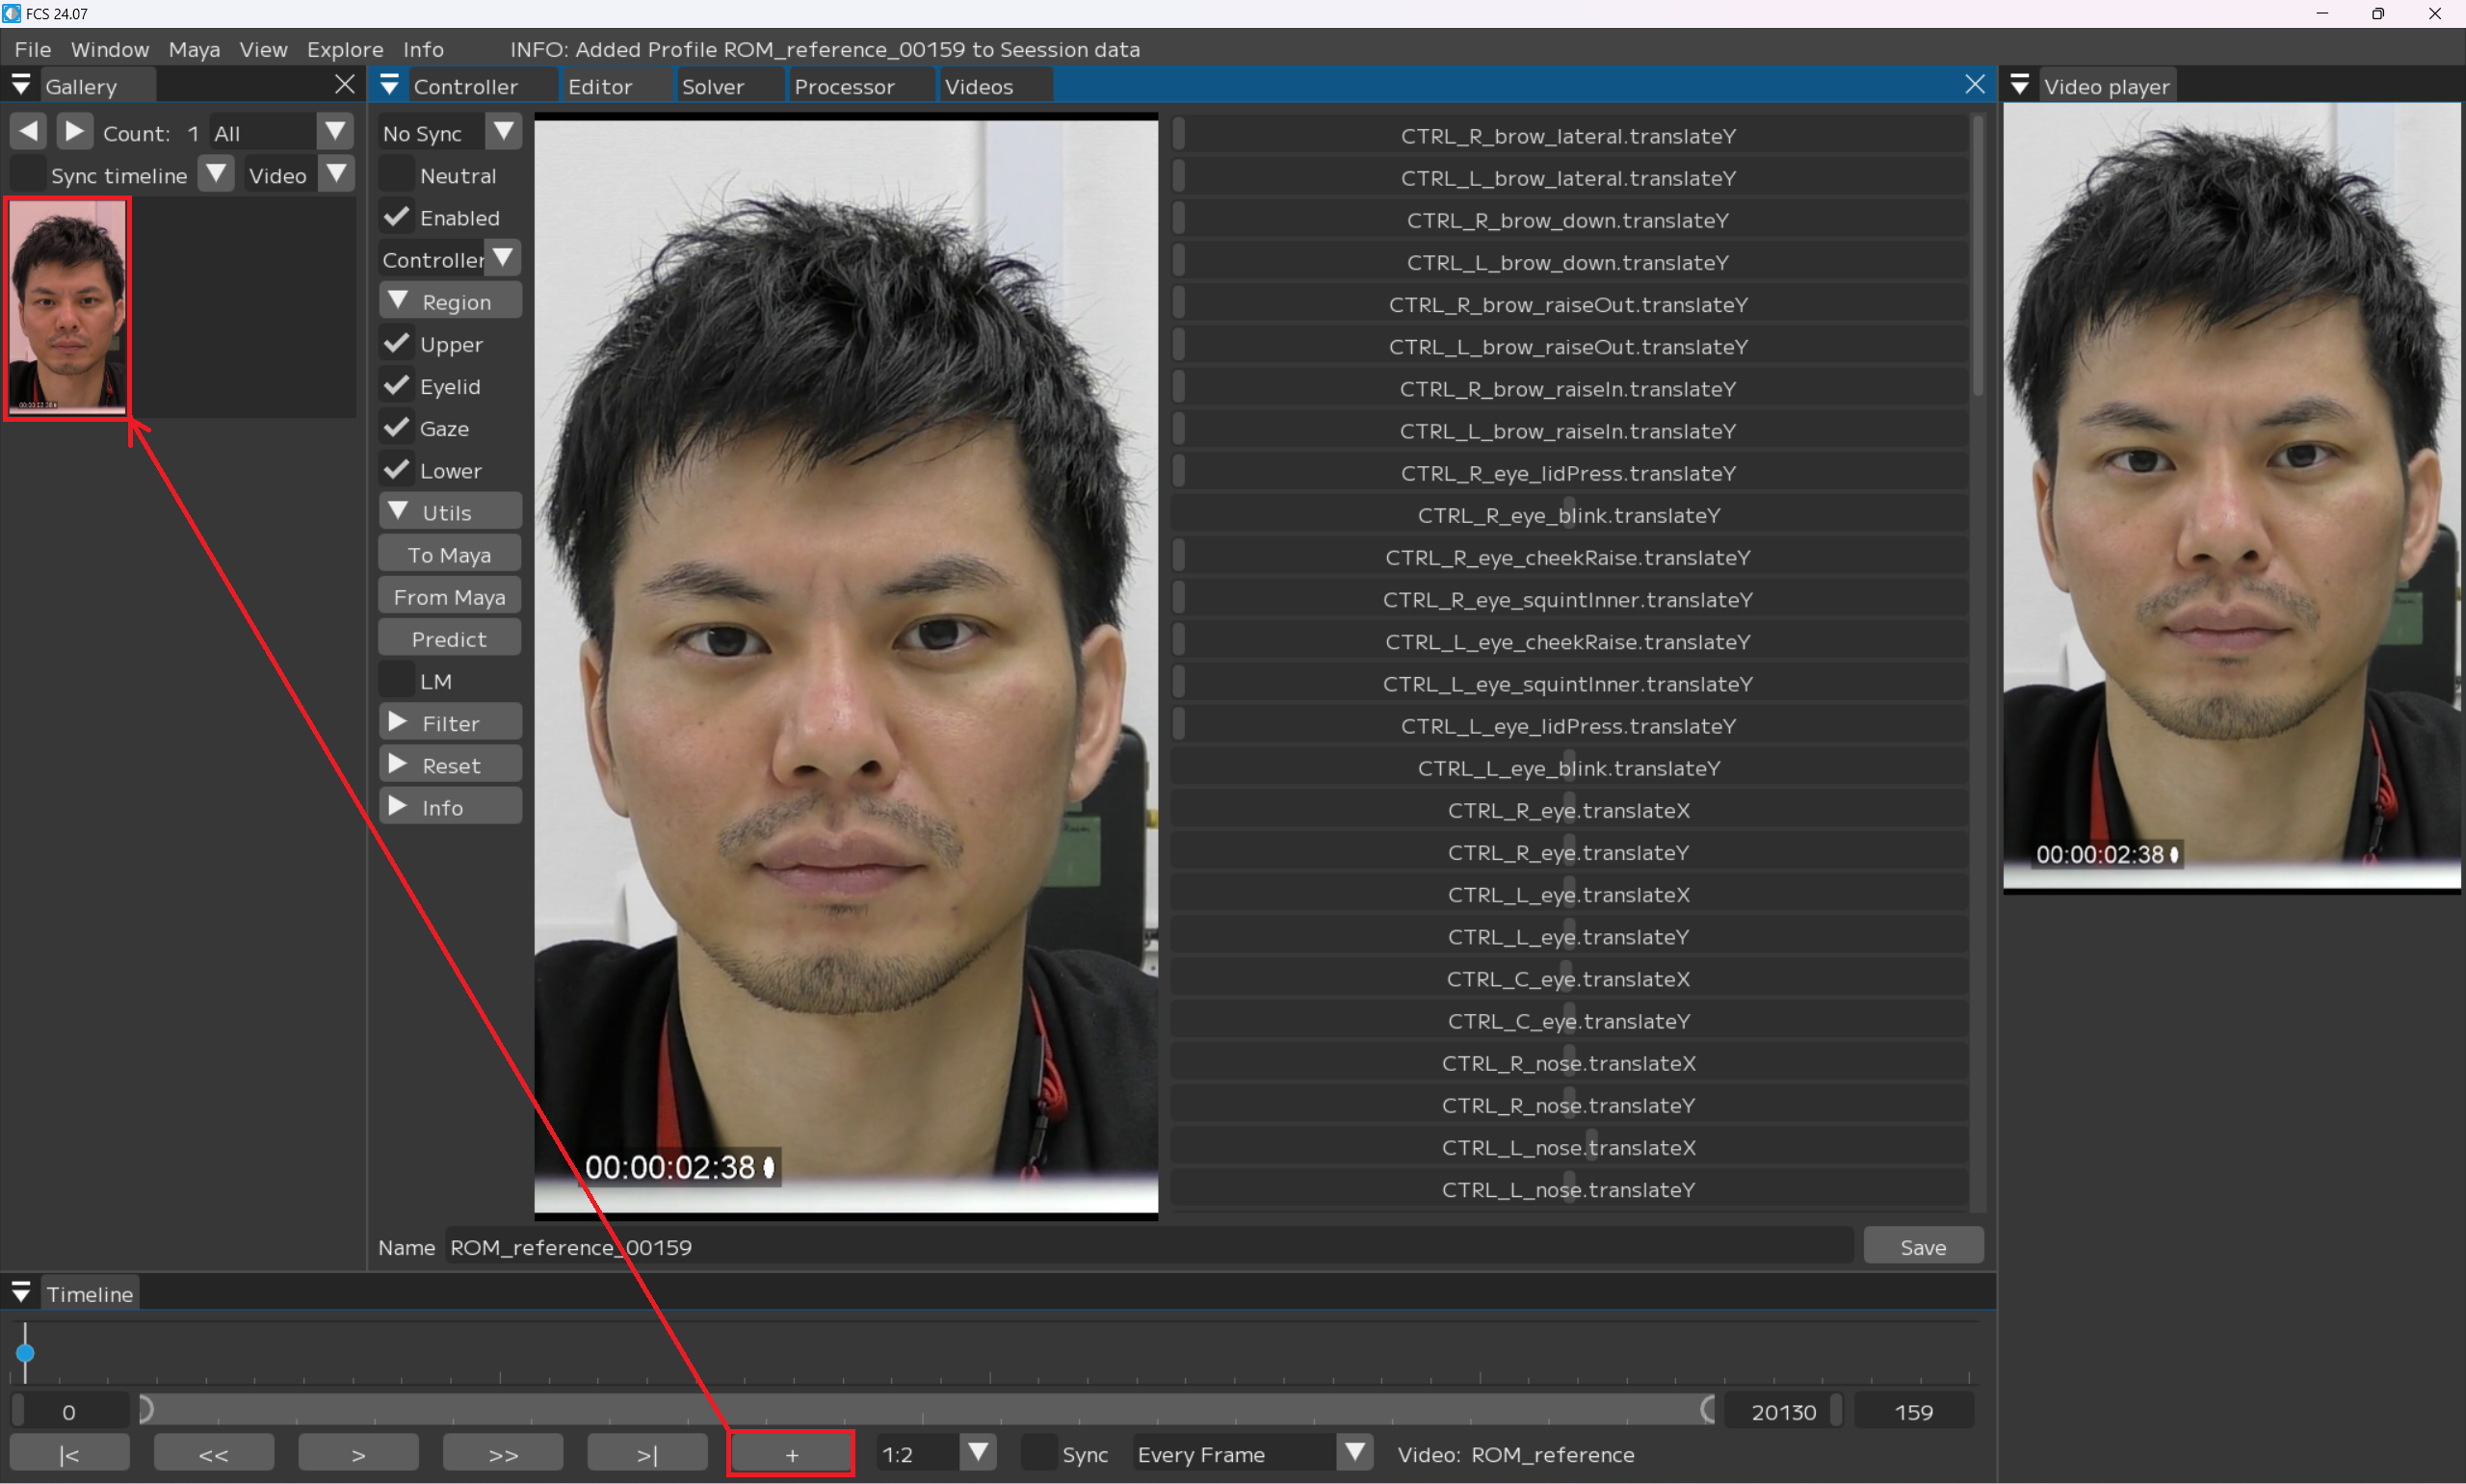 FCS 24.07
File Window Maya View Explore Info INFO: Added Profile ROM_reference_00159 to Seession data
Gallery
Controller Editor Solver Processor Videos
Video player
Count: 1 All
Sync timeline Video
No Sync
Neutral
Enabled
Controller
Region
Upper
Eyelid
Gaze
Lower
Utils
To Maya
From Maya
Predict
LM
Filter
Reset
Info
00:00:02:38
CTRL_R_brow_lateral.translateY
CTRL_L_brow_lateral.translateY
CTRL_R_brow_down.translateY
CTRL_L_brow_down.translateY
CTRL_R_brow_raiseOut.translateY
CTRL_L_brow_raiseOut.translateY
CTRL_R_brow_raiseIn.translateY
CTRL_L_brow_raiseIn.translateY
CTRL_R_eye_lidPress.translateY
CTRL_R_eye_blink.translateY
CTRL_R_eye_cheekRaise.translateY
CTRL_R_eye_squintInner.translateY
CTRL_L_eye_cheekRaise.translateY
CTRL_L_eye_squintInner.translateY
CTRL_L_eye_lidPress.translateY
CTRL_L_eye_blink.translateY
CTRL_R_eye.translateX
CTRL_R_eye.translateY
CTRL_L_eye.translateX
CTRL_L_eye.translateY
CTRL_C_eye.translateX
CTRL_C_eye.translateY
CTRL_R_nose.translateX
CTRL_R_nose.translateY
CTRL_L_nose.translateX
CTRL_L_nose.translateY
00:00:02:38
Name ROM_reference_00159 Save
Timeline
0 20130 159
|< << > >> >| + 1:2 Sync Every Frame Video: ROM_reference